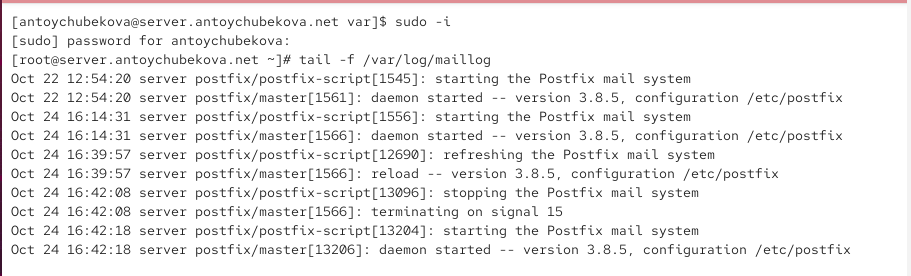 [antoychubekova@server.antoychubekova.net var]$ sudo -i
[sudo] password for antoychubekova:
[root@server.antoychubekova.net ~]# tail -f /var/log/maillog
Oct 22 12:54:20 server postfix/postfix-script[1545]: starting the Postfix mail system
Oct 22 12:54:20 server postfix/master[1561]: daemon started -- version 3.8.5, configuration /etc/postfix
Oct 24 16:14:31 server postfix/postfix-script[1556]: starting the Postfix mail system
Oct 24 16:14:31 server postfix/master[1566]: daemon started -- version 3.8.5, configuration /etc/postfix
Oct 24 16:39:57 server postfix/postfix-script[12690]: refreshing the Postfix mail system
Oct 24 16:39:57 server postfix/master[1566]: reload -- version 3.8.5, configuration /etc/postfix
Oct 24 16:42:08 server postfix/postfix-script[13096]: stopping the Postfix mail system
Oct 24 16:42:08 server postfix/master[1566]: terminating on signal 15
Oct 24 16:42:18 server postfix/postfix-script[13204]: starting the Postfix mail system
Oct 24 16:42:18 server postfix/master[13206]: daemon started -- version 3.8.5, configuration /etc/postfix